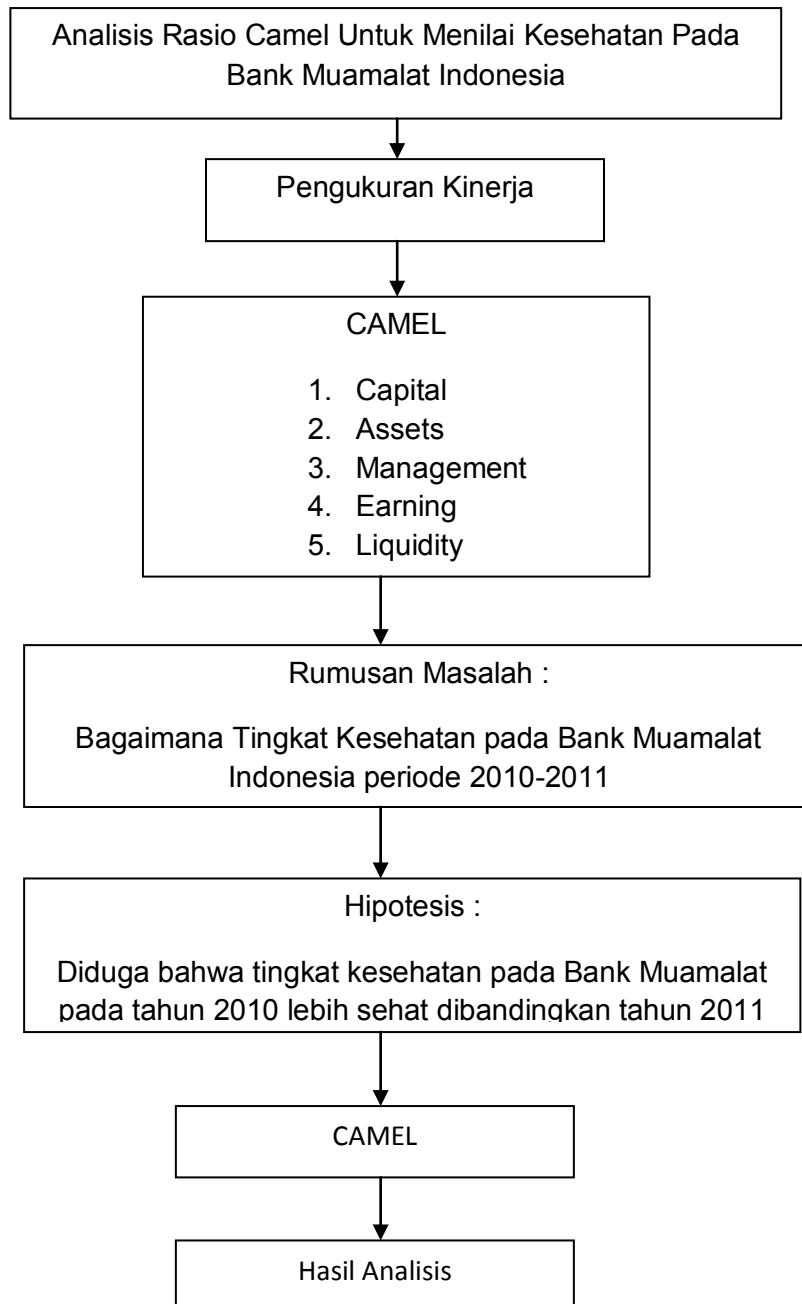 Analisis Rasio Camel Untuk Menilai Kesehatan Pada
Bank Muamalat Indonesia
Pengukuran Kinerja
CAMEL
1. Capital
2. Assets
3. Management
4. Earning
5. Liquidity
Rumusan Masalah :
Bagaimana Tingkat Kesehatan pada Bank Muamalat
Indonesia periode 2010-2011
Hipotesis :
Diduga bahwa tingkat kesehatan pada Bank Muamalat
pada tahun 2010 lebih sehat dibandingkan tahun 2011
CAMEL
Hasil Analisis